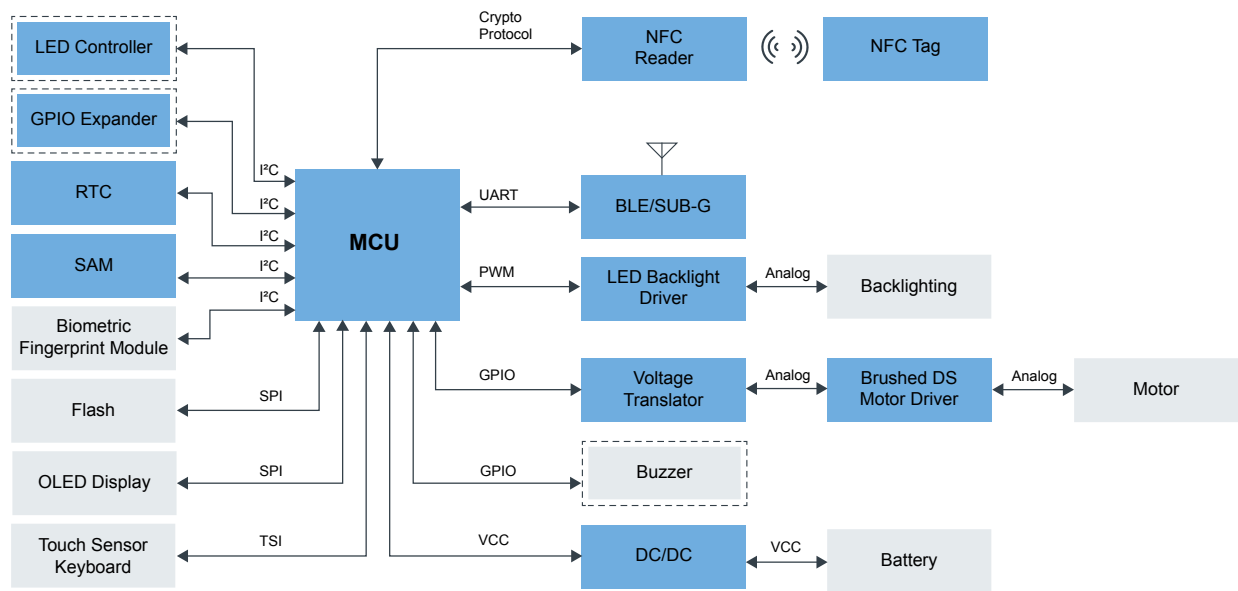 LED Controller
GPIO Expander
RTC
SAM
Biometric
Fingerprint Module
Flash
OLED Display
Touch Sensor
Keyboard
I²C
I²C
I²C
I²C
I²C
SPI
SPI
TSI
MCU
Crypto
Protocol
NFC
Reader
NFC Tag
UART
BLE/SUB-G
PWM
LED Backlight
Driver
Analog
Backlighting
GPIO
Voltage
Translator
Analog
Brushed DS
Motor Driver
Analog
Motor
GPIO
Buzzer
VCC
DC/DC
VCC
Battery